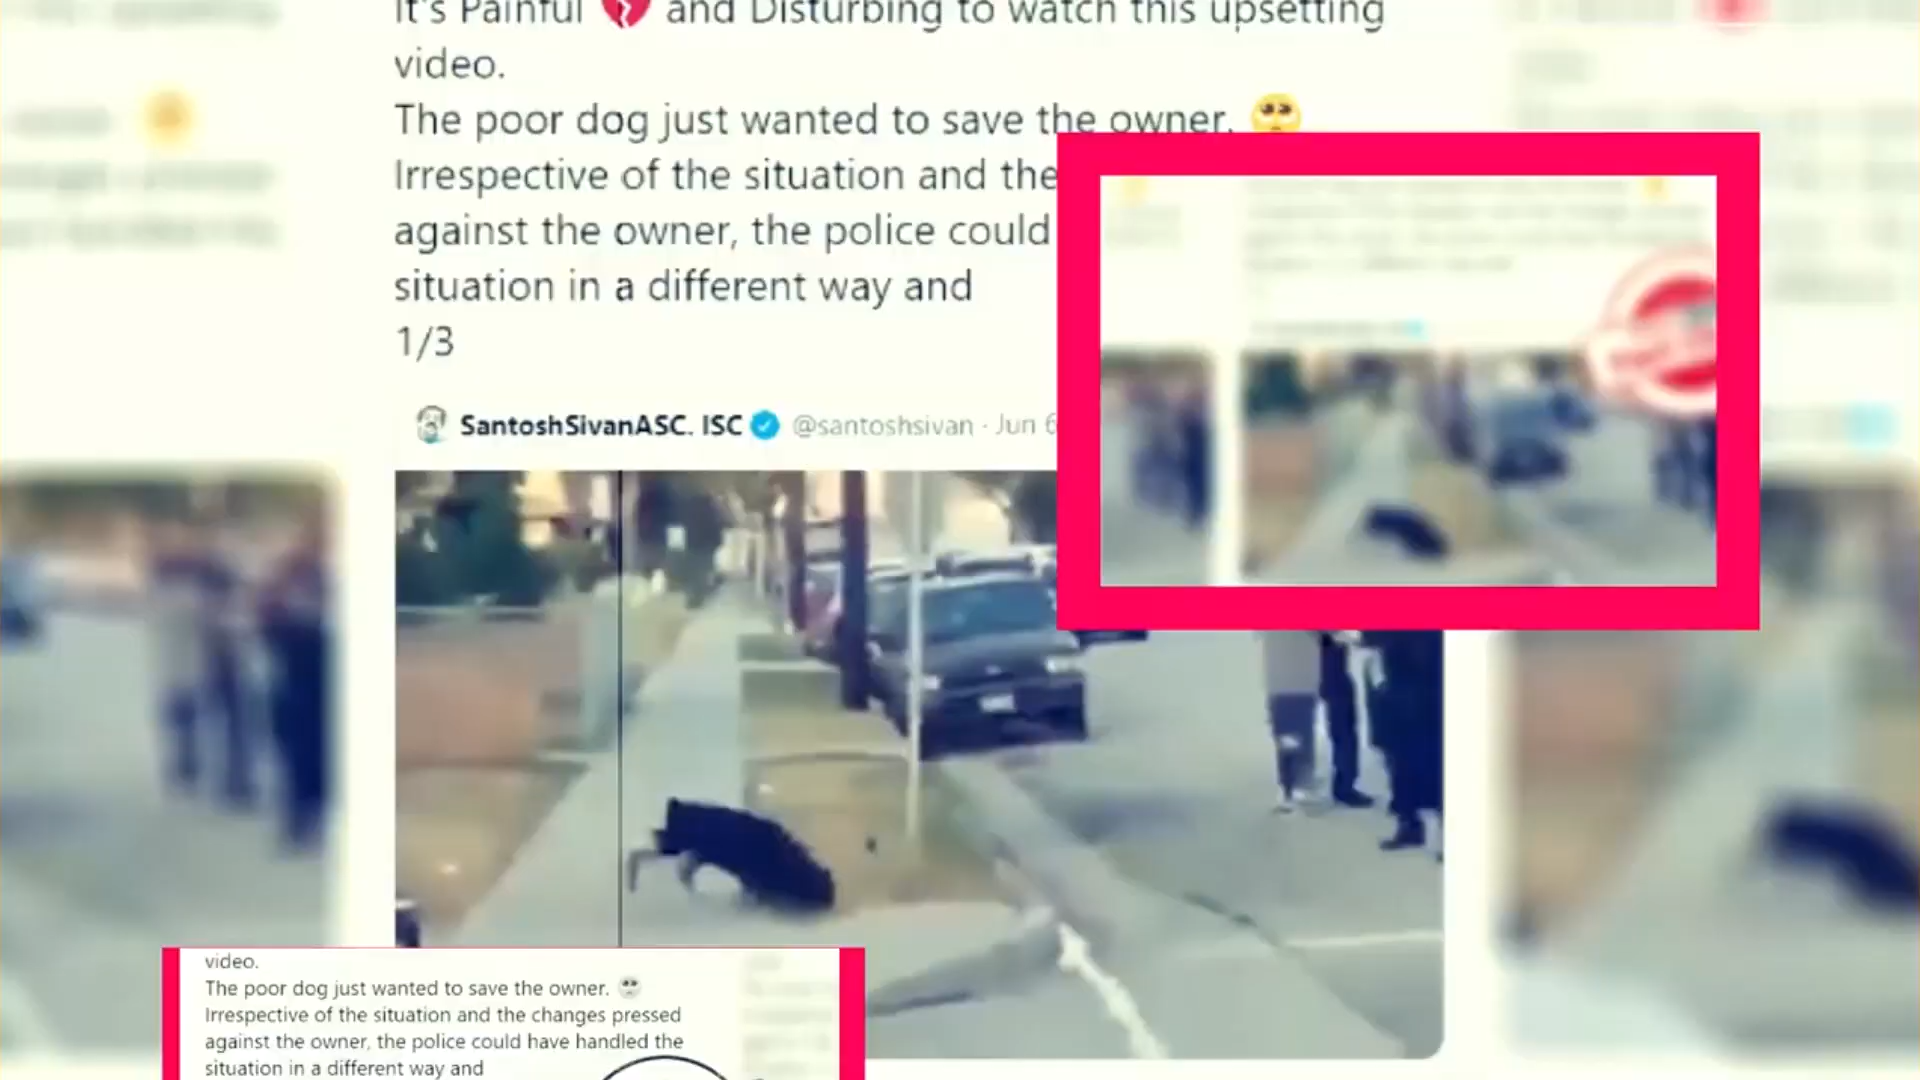 It's Painful 💔 and Disturbing to watch this upsetting
video.
The poor dog just wanted to save the owner. 🥺
Irrespective of the situation and the
against the owner, the police could
situation in a different way and
1/3
SantoshSivanASC. ISC @santoshsivan · Jun 6
video.
The poor dog just wanted to save the owner. 🥺
Irrespective of the situation and the changes pressed
against the owner, the police could have handled the
situation in a different way and